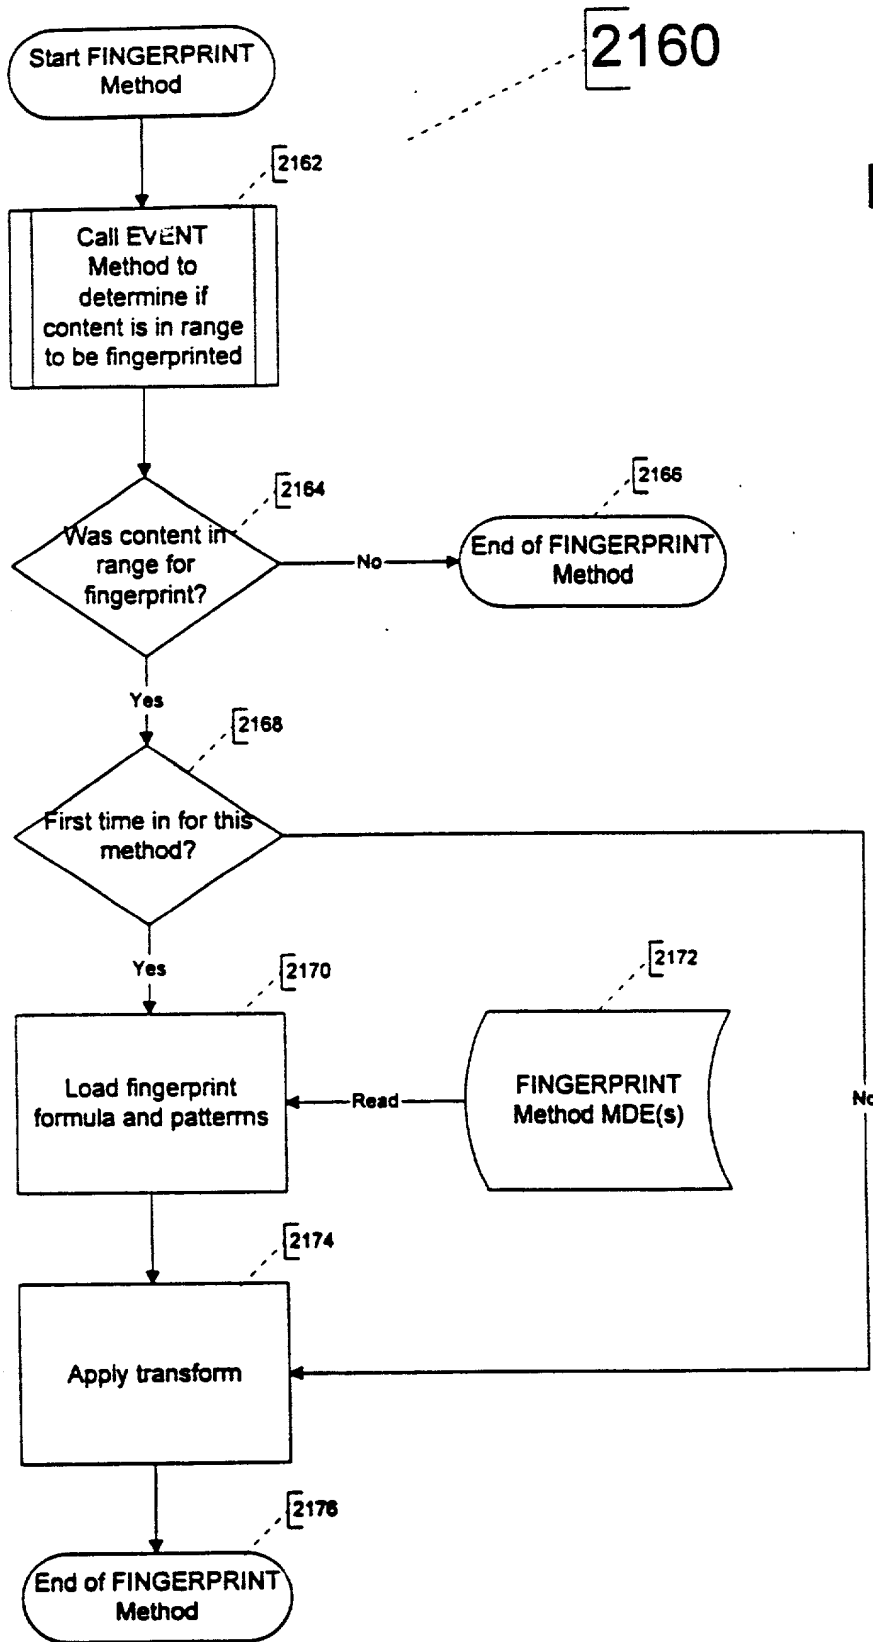 Start FINGERPRINT
Method
2160
2162
Call EVENT
Method to
determine if
content is in range
to be fingerprinted
2164
Was content in
range for
fingerprint?
No
2166
End of FINGERPRINT
Method
Yes
2168
First time in for this
method?
Yes
2170
2172
Load fingerprint
formula and patterns
Read
FINGERPRINT
Method MDE(s)
No
2174
Apply transform
2176
End of FINGERPRINT
Method